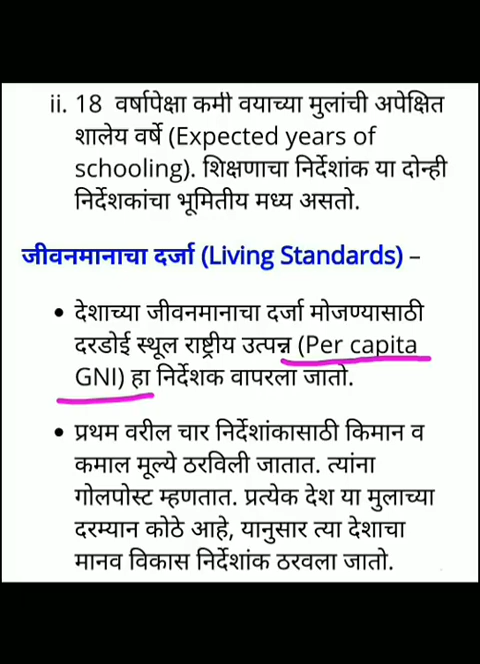 ii. 18 वर्षापेक्षा कमी वयाच्या मुलांची अपेक्षित
शालेय वर्षे (Expected years of
schooling). शिक्षणाचा निर्देशांक या दोन्ही
निर्देशकांचा भूमितीय मध्य असतो.
जीवनमानाचा दर्जा (Living Standards) –
• देशाच्या जीवनमानाचा दर्जा मोजण्यासाठी
दरडोई स्थूल राष्ट्रीय उत्पन्न (Per capita
GNI) हा निर्देशक वापरला जातो.
• प्रथम वरील चार निर्देशांकासाठी किमान व
कमाल मूल्ये ठरविली जातात. त्यांना
गोलपोस्ट म्हणतात. प्रत्येक देश या मुलाच्या
दरम्यान कोठे आहे, यानुसार त्या देशाचा
मानव विकास निर्देशांक ठरवला जातो.